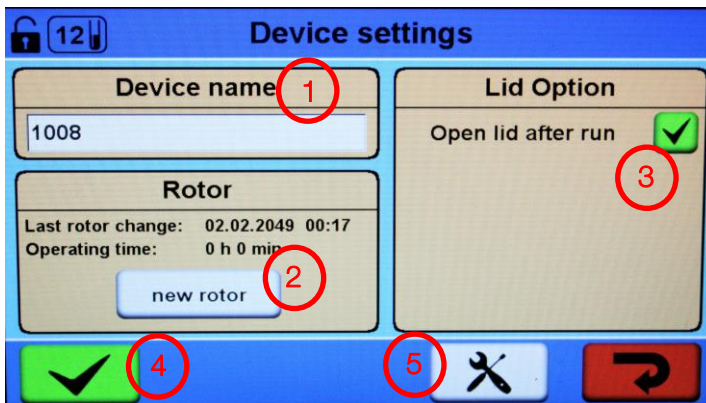 12
Device settings
Device name
1
1008
Rotor
Last rotor change: 02.02.2049 00:17
Operating time: 0 h 0 min
2
new rotor
Lid Option
Open lid after run
3
4
5